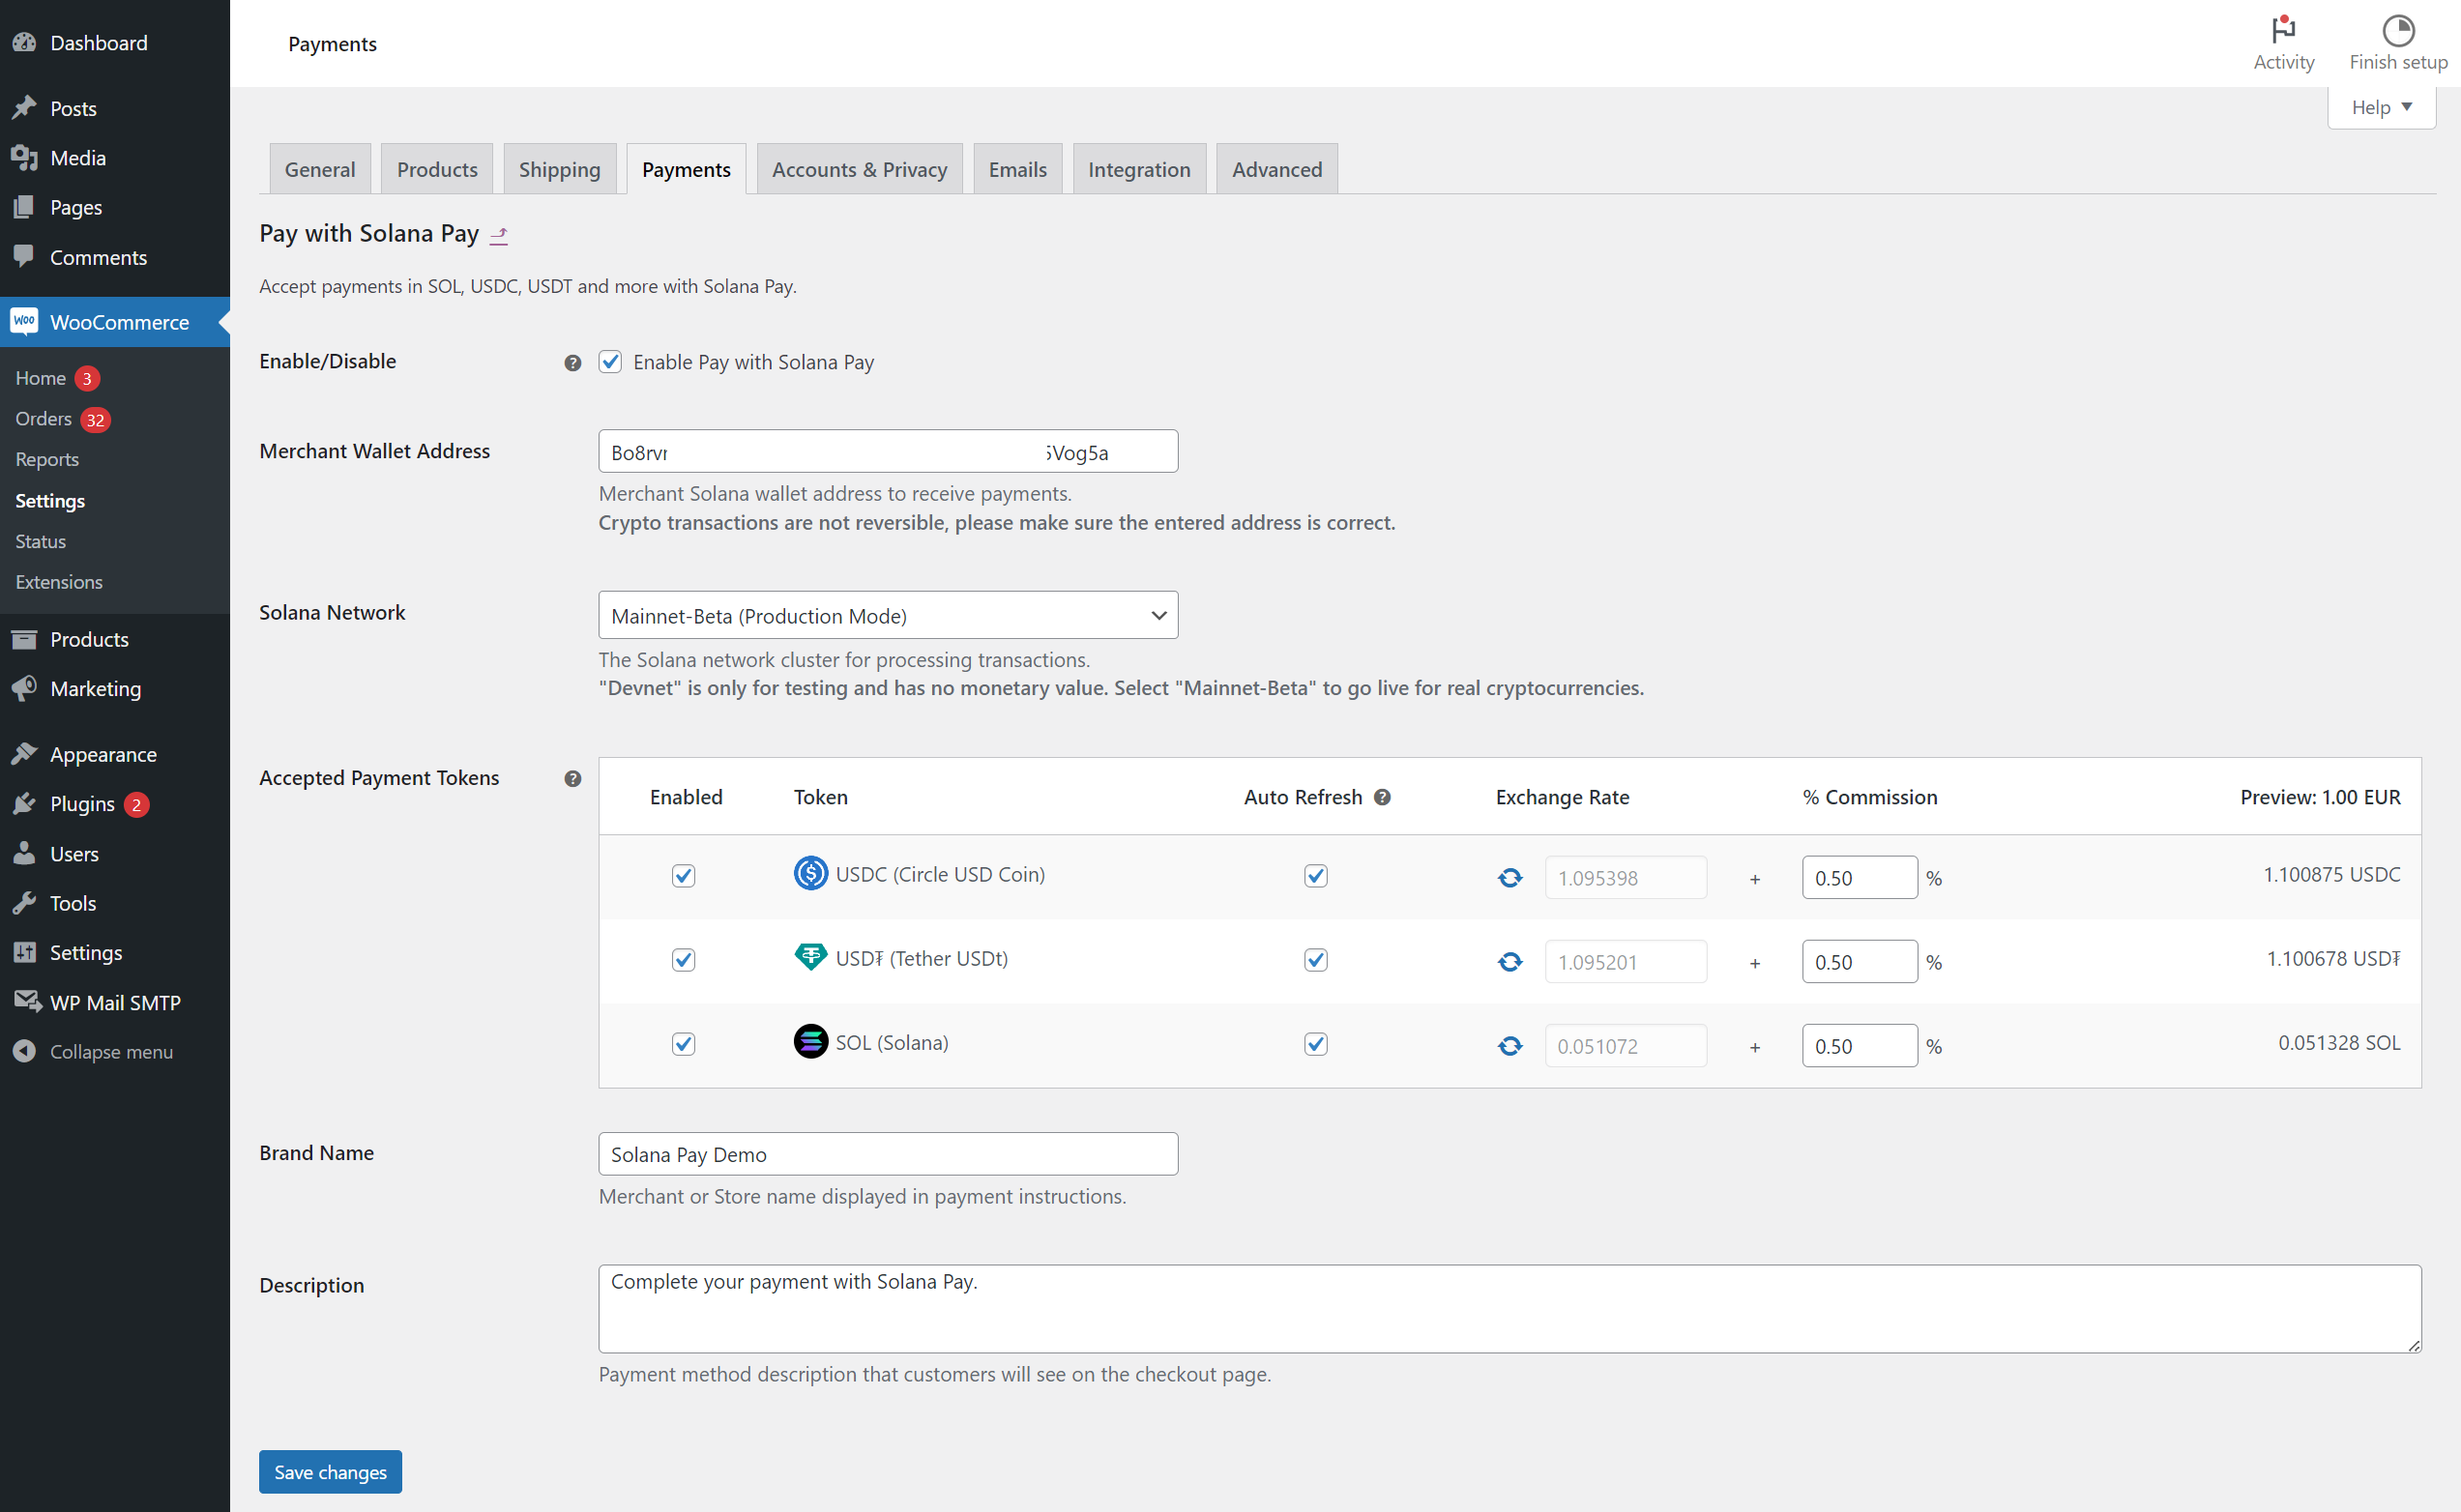 Dashboard
Posts
Media
Pages
Comments
Woo WooCommerce
Home 3
Orders 32
Reports
Settings
Status
Extensions
Products
Marketing
Appearance
Plugins 2
Users
Tools
Settings
WP Mail SMTP
Collapse menu
Payments
Activity
Finish setup
Help
General Products Shipping Payments Accounts & Privacy Emails Integration Advanced
Pay with Solana Pay
Accept payments in SOL, USDC, USDT and more with Solana Pay.
Enable/Disable ? Enable Pay with Solana Pay
Merchant Wallet Address Bo8rv Vog5a
Merchant Solana wallet address to receive payments.
Crypto transactions are not reversible, please make sure the entered address is correct.
Solana Network Mainnet-Beta (Production Mode)
The Solana network cluster for processing transactions.
"Devnet" is only for testing and has no monetary value. Select "Mainnet-Beta" to go live for real cryptocurrencies.
Accepted Payment Tokens ?
Enabled Token Auto Refresh ? Exchange Rate % Commission Preview: 1.00 EUR
USDC (Circle USD Coin) 1.095398 + 0.50 % 1.100875 USDC
USD₮ (Tether USDt) 1.095201 + 0.50 % 1.100678 USD₮
SOL (Solana) 0.051072 + 0.50 % 0.051328 SOL
Brand Name Solana Pay Demo
Merchant or Store name displayed in payment instructions.
Description Complete your payment with Solana Pay.
Payment method description that customers will see on the checkout page.
Save changes